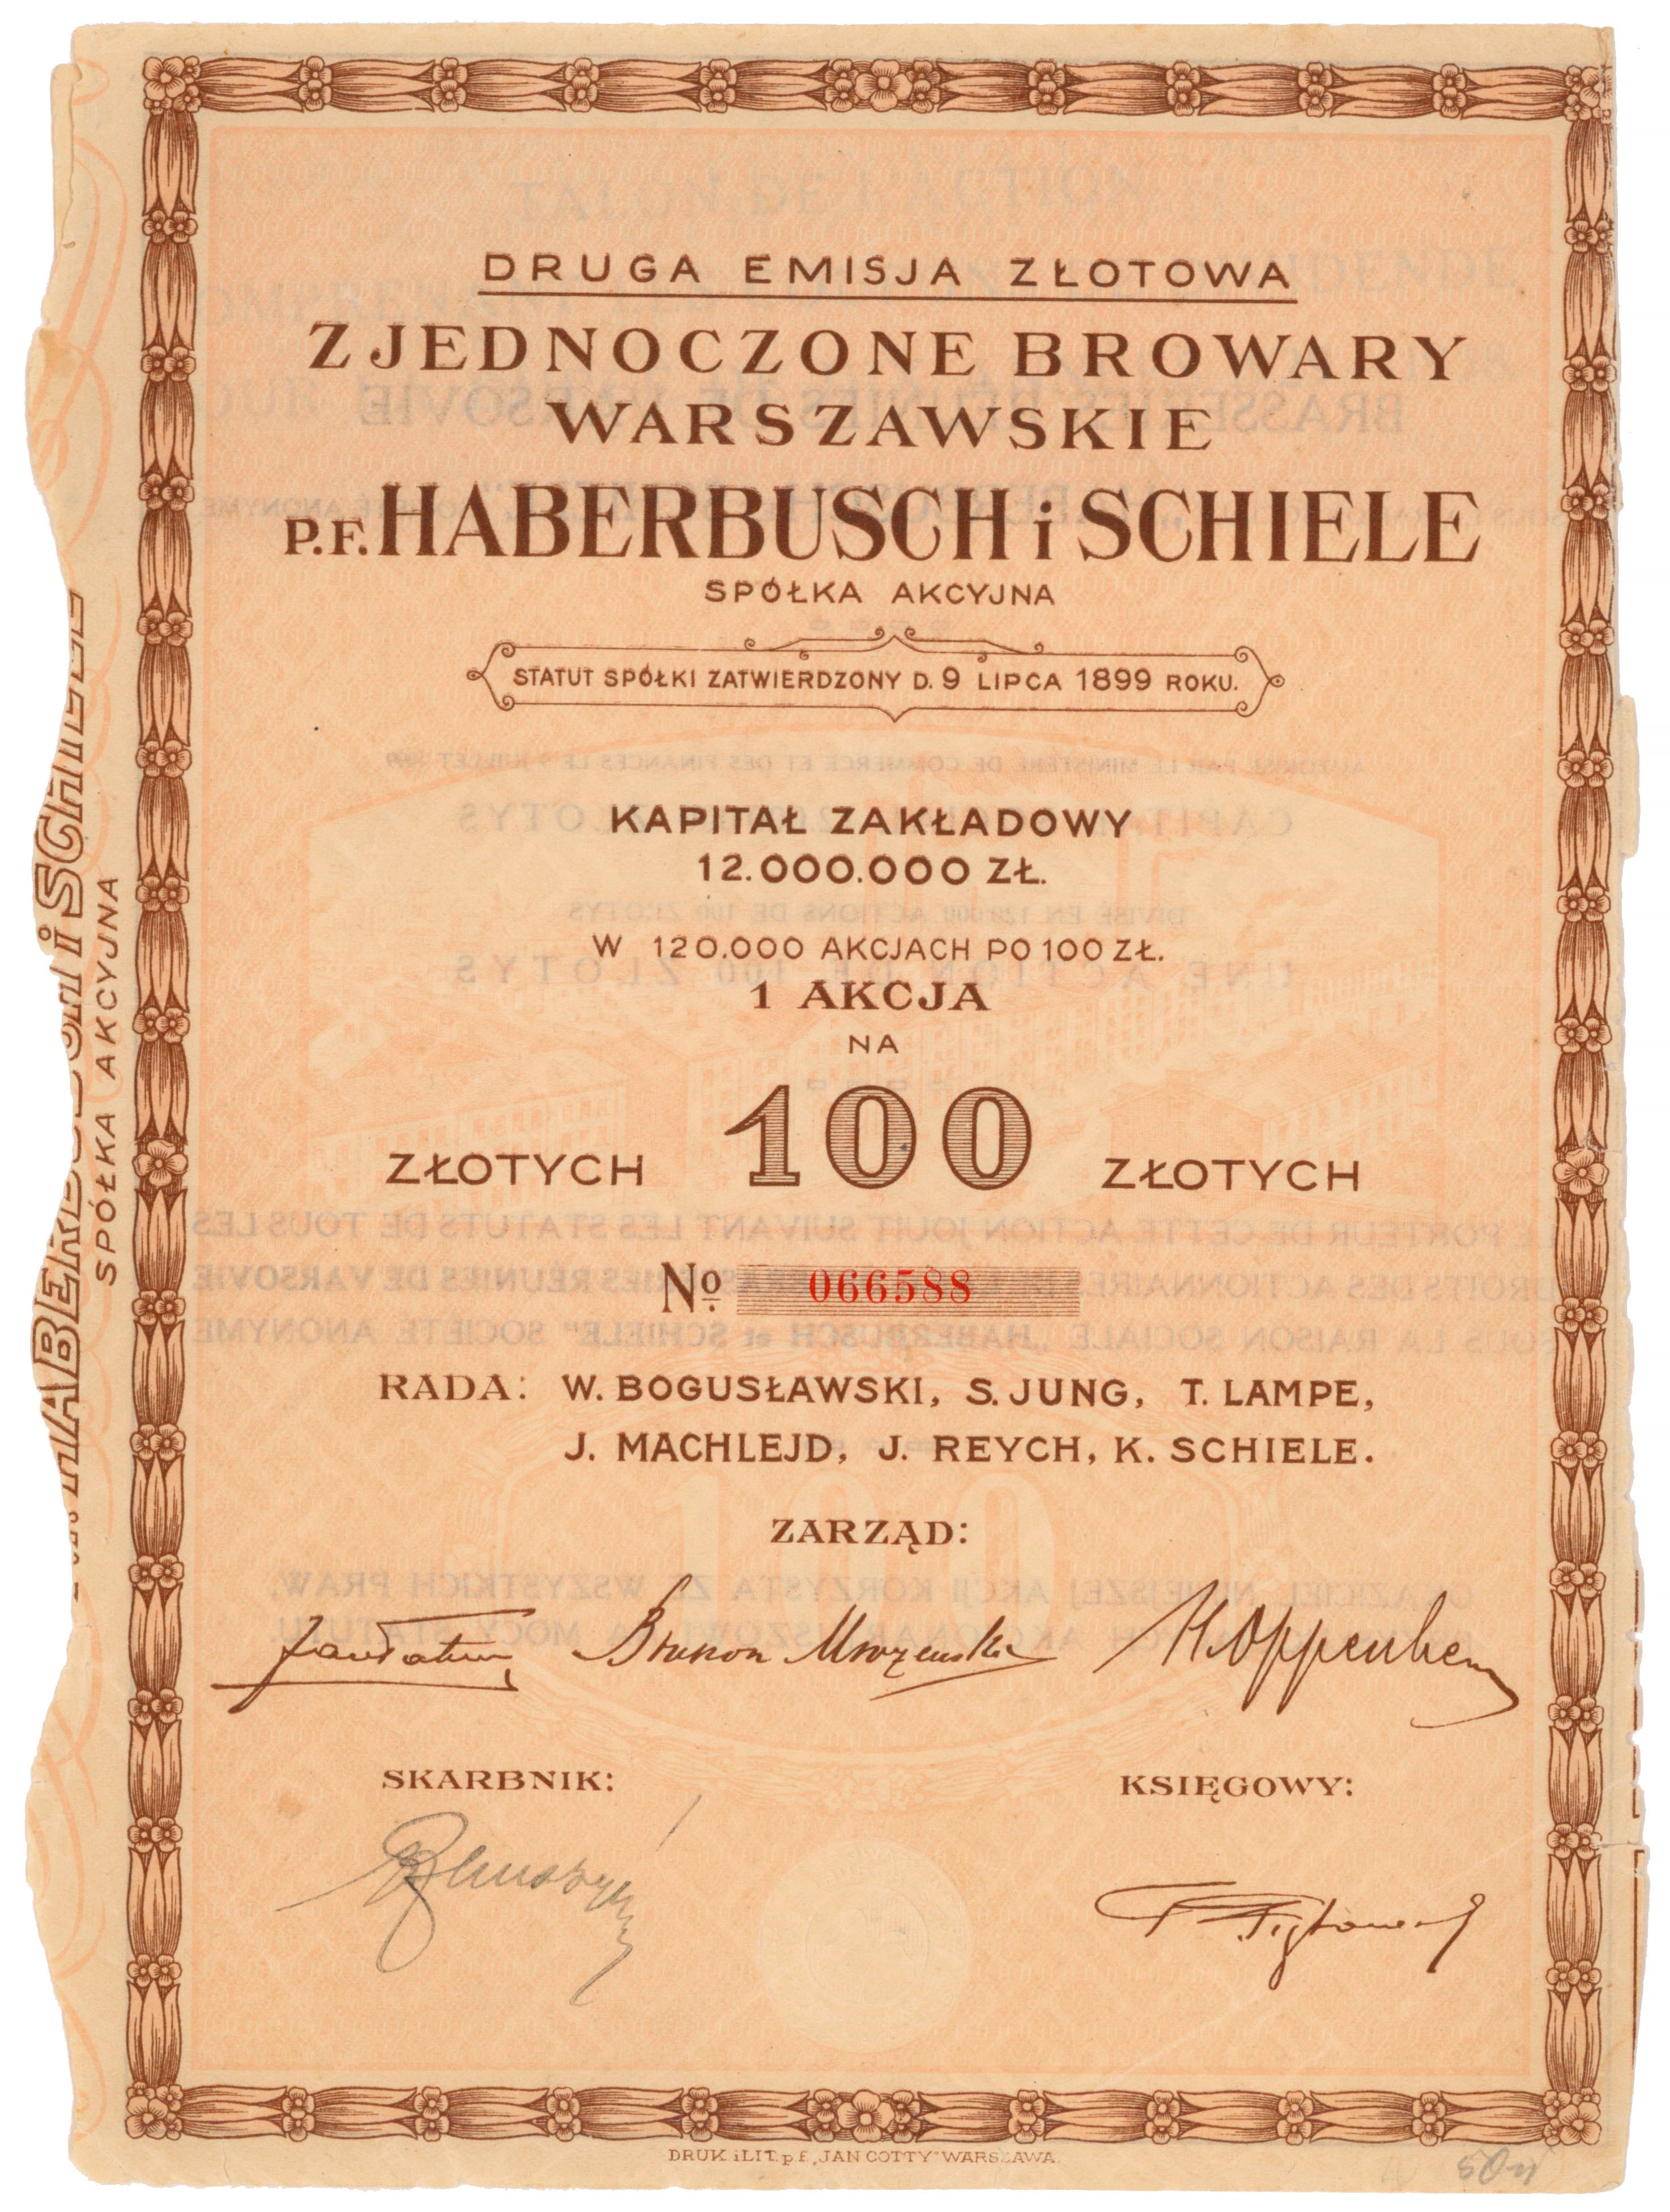 DRUGA EMISJA ZŁOTOWA
ZJEDNOCZONE BROWARY
WARSZAWSKIE
P.F. HABERBUSCH i SCHIELE
SPÓŁKA AKCYJNA
STATUT SPÓŁKI ZATWIERDZONY D. 9 LIPCA 1899 ROKU.
KAPITAŁ ZAKŁADOWY
12.000.000 ZŁ.
W 120.000 AKCJACH PO 100 ZŁ.
1 AKCJA
NA
ZŁOTYCH 100 ZŁOTYCH
No. 066588
RADA: W. BOGUSŁAWSKI, S. JUNG, T. LAMPE,
J. MACHLEJD, J. REYCH, K. SCHIELE.
ZARZĄD:
SKARBNIK: KSIĘGOWY:
DRUK. i LIT. p.f. „JAN COTTY" WARSZAWA.
HABERBUSCH i SCHIELE
SPÓŁKA AKCYJNA